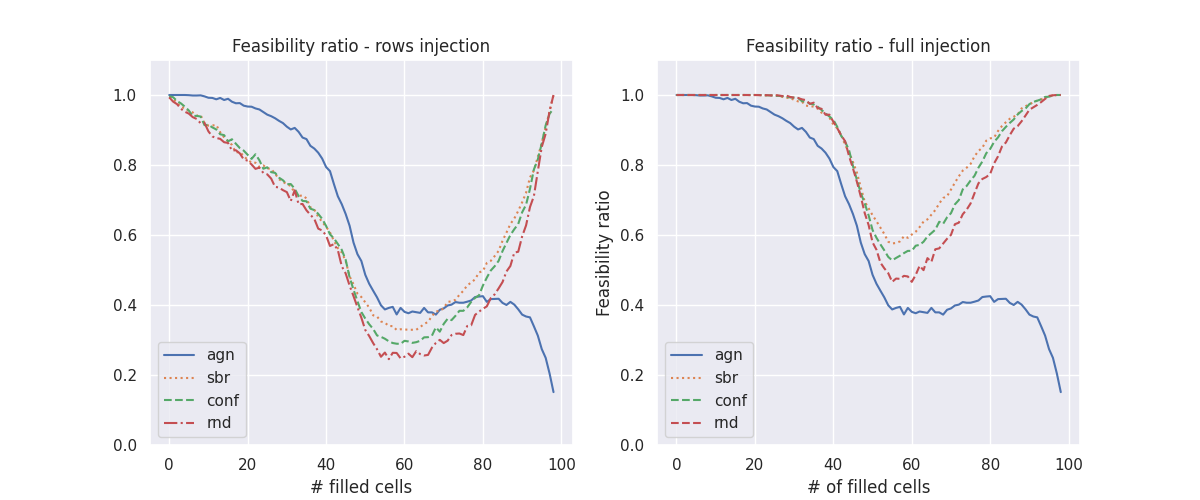 Feasibility ratio - rows injection
1.0
0.8
0.6
0.4
0.2
0.0
agn
sbr
conf
rnd
0 20 40 60 80 100
# filled cells
Feasibility ratio - full injection
Feasibility ratio
1.0
0.8
0.6
0.4
0.2
0.0
agn
sbr
conf
rnd
0 20 40 60 80 100
# of filled cells